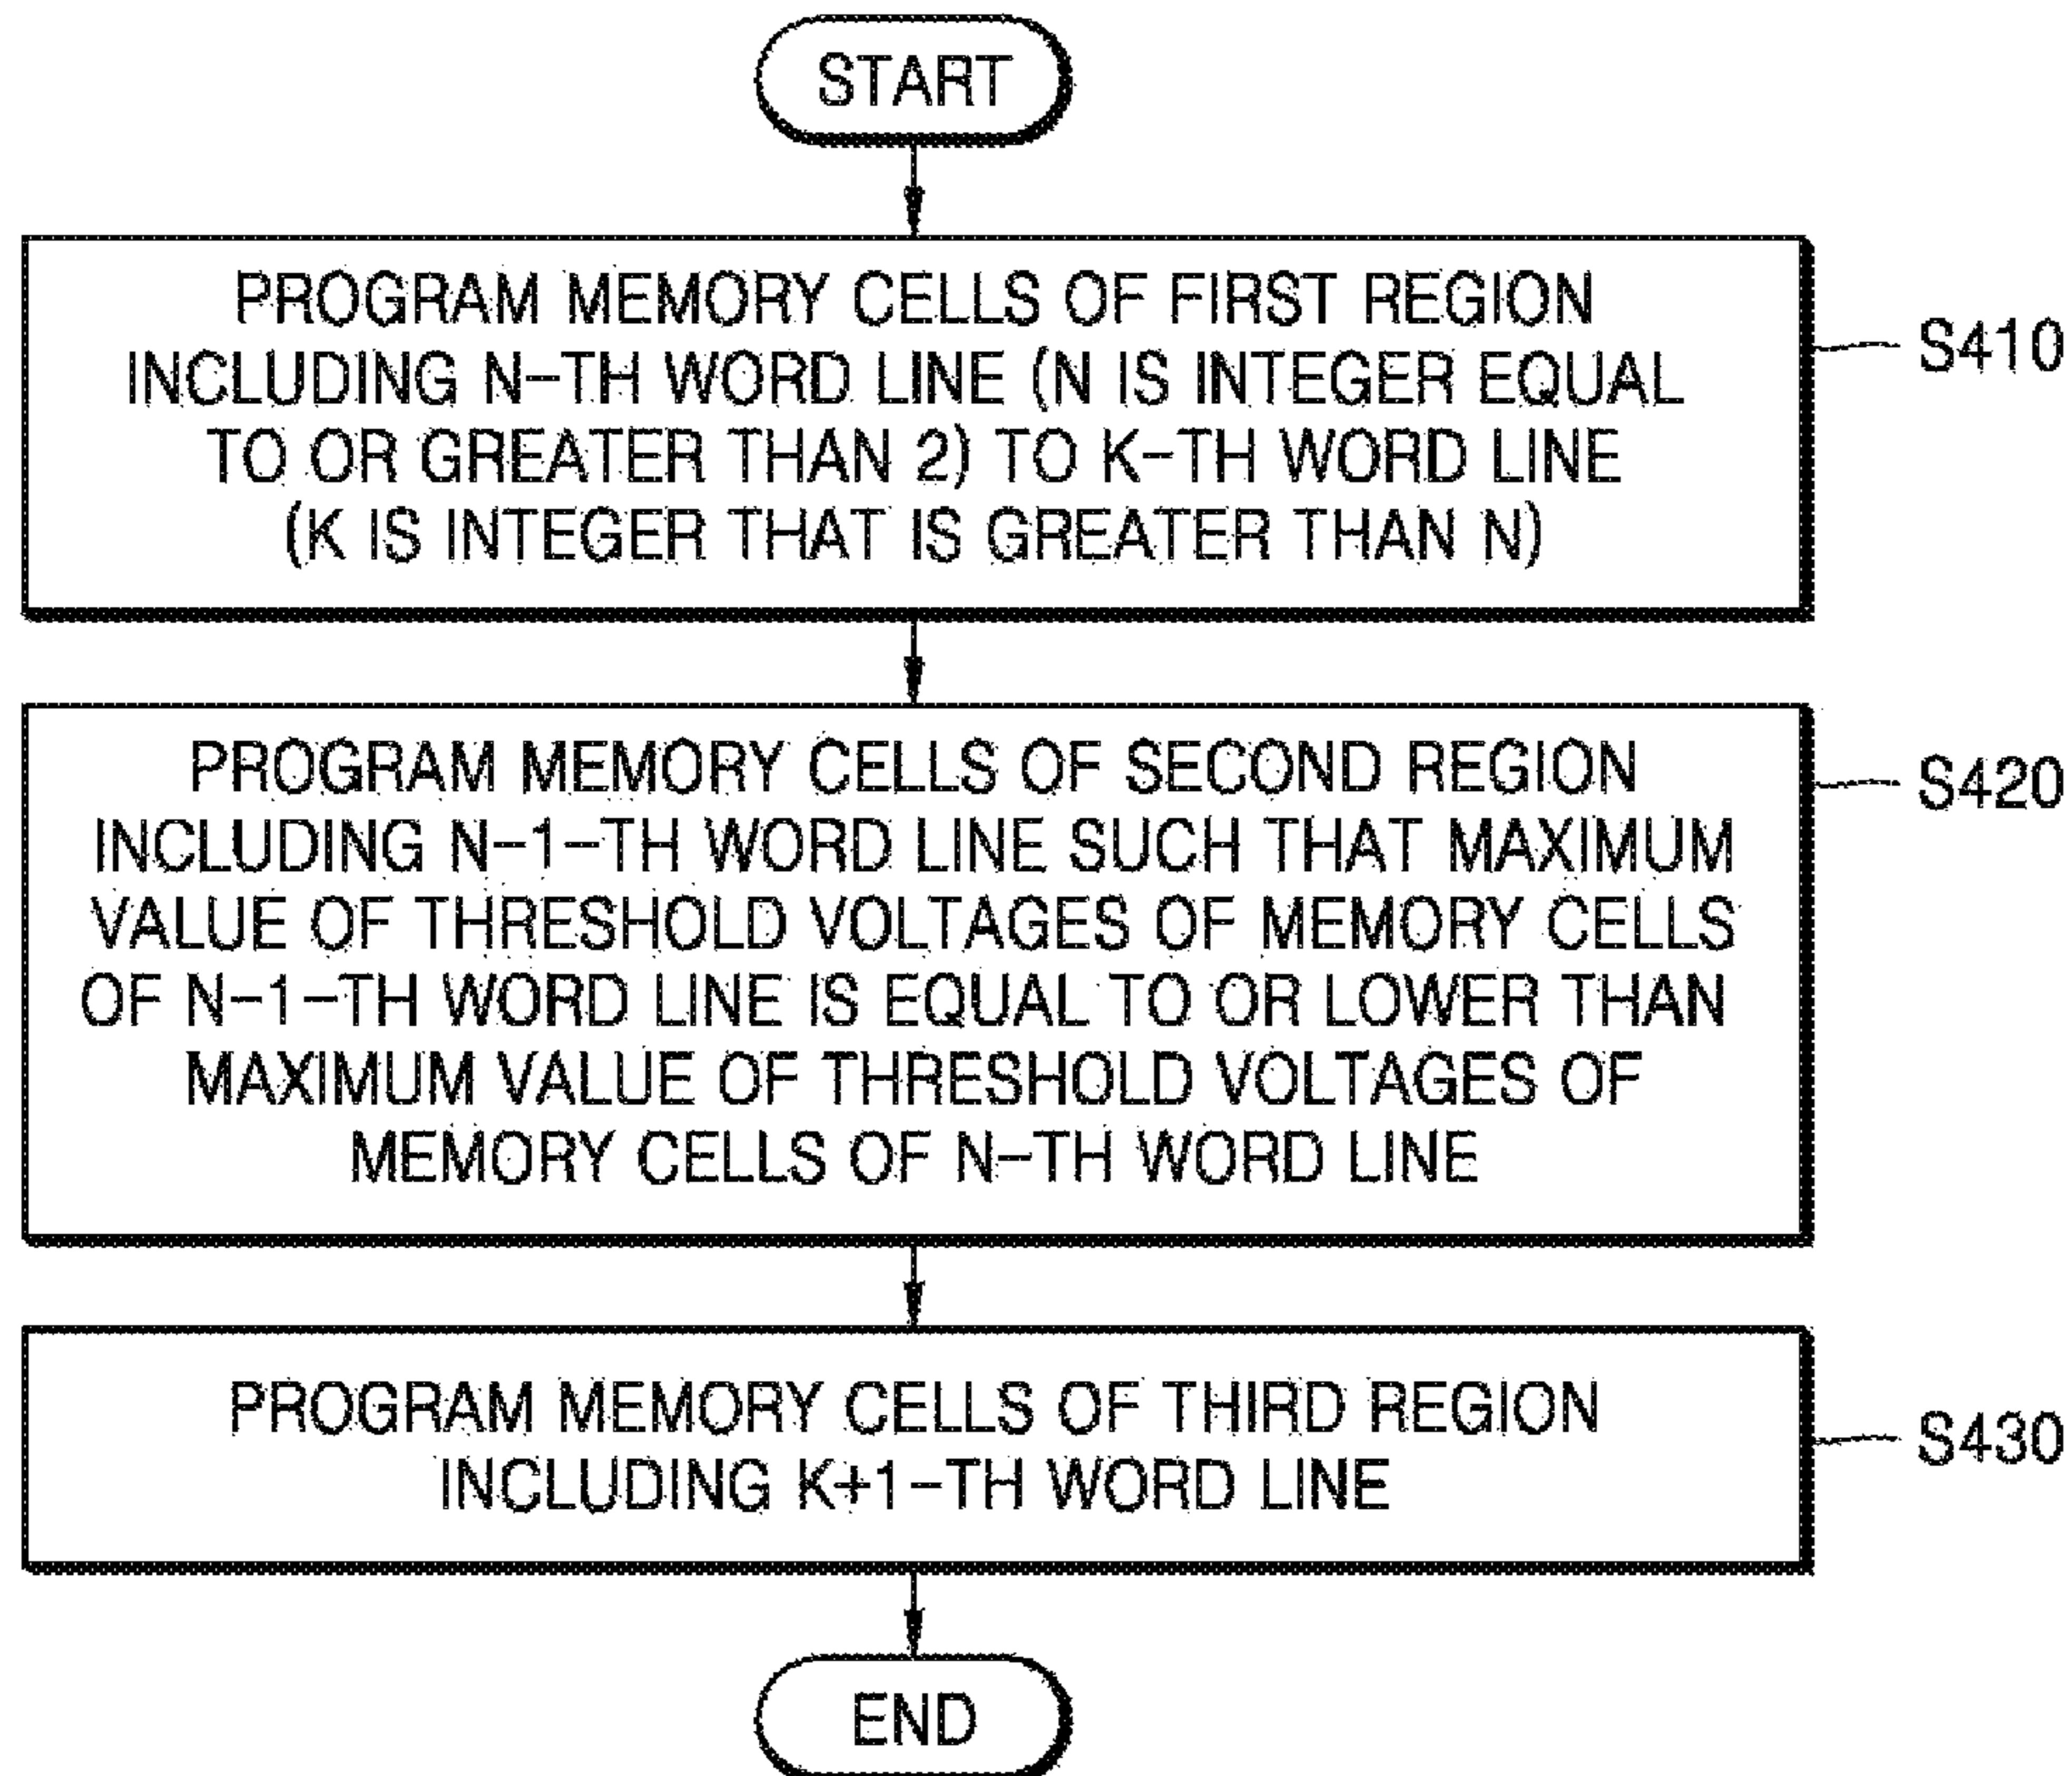 START
PROGRAM MEMORY CELLS OF FIRST REGION
INCLUDING N-TH WORD LINE (N IS INTEGER EQUAL
TO OR GREATER THAN 2) TO K-TH WORD LINE
(K IS INTEGER THAT IS GREATER THAN N)
S410
PROGRAM MEMORY CELLS OF SECOND REGION
INCLUDING N-1-TH WORD LINE SUCH THAT MAXIMUM
VALUE OF THRESHOLD VOLTAGES OF MEMORY CELLS
OF N-1-TH WORD LINE IS EQUAL TO OR LOWER THAN
MAXIMUM VALUE OF THRESHOLD VOLTAGES OF
MEMORY CELLS OF N-TH WORD LINE
S420
PROGRAM MEMORY CELLS OF THIRD REGION
INCLUDING K+1-TH WORD LINE
S430
END